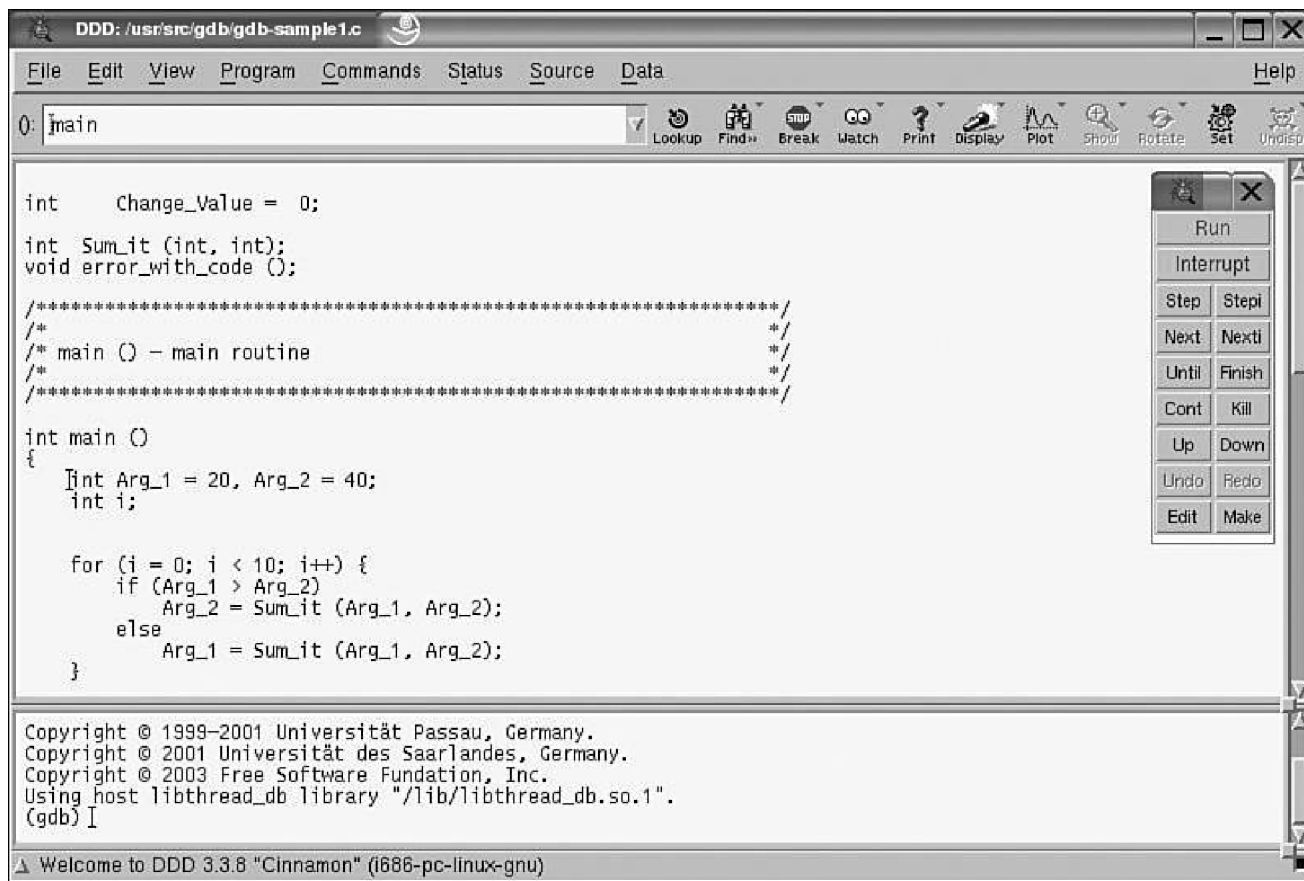 DDD: /usr/src/gdb/gdb-sample1.c
File Edit View Program Commands Status Source Data Help
(): main
Lookup Find» Break Watch Print Display Plot Show Rotate Set Undisp
STOP
int Change_Value = 0;
int Sum_it (int, int);
void error_with_code ();
/*****************************************************************/
/* */
/* main () – main routine */
/* */
/*****************************************************************/
int main ()
{
int Arg_1 = 20, Arg_2 = 40;
int i;
for (i = 0; i < 10; i++) {
if (Arg_1 > Arg_2)
Arg_2 = Sum_it (Arg_1, Arg_2);
else
Arg_1 = Sum_it (Arg_1, Arg_2);
}
Run
Interrupt
Step Stepi
Next Nexti
Until Finish
Cont Kill
Up Down
Undo Redo
Edit Make
Copyright © 1999–2001 Universität Passau, Germany.
Copyright © 2001 Universität des Saarlandes, Germany.
Copyright © 2003 Free Software Fundation, Inc.
Using host libthread_db library "/lib/libthread_db.so.1".
(gdb)
Welcome to DDD 3.3.8 "Cinnamon" (i686-pc-linux-gnu)